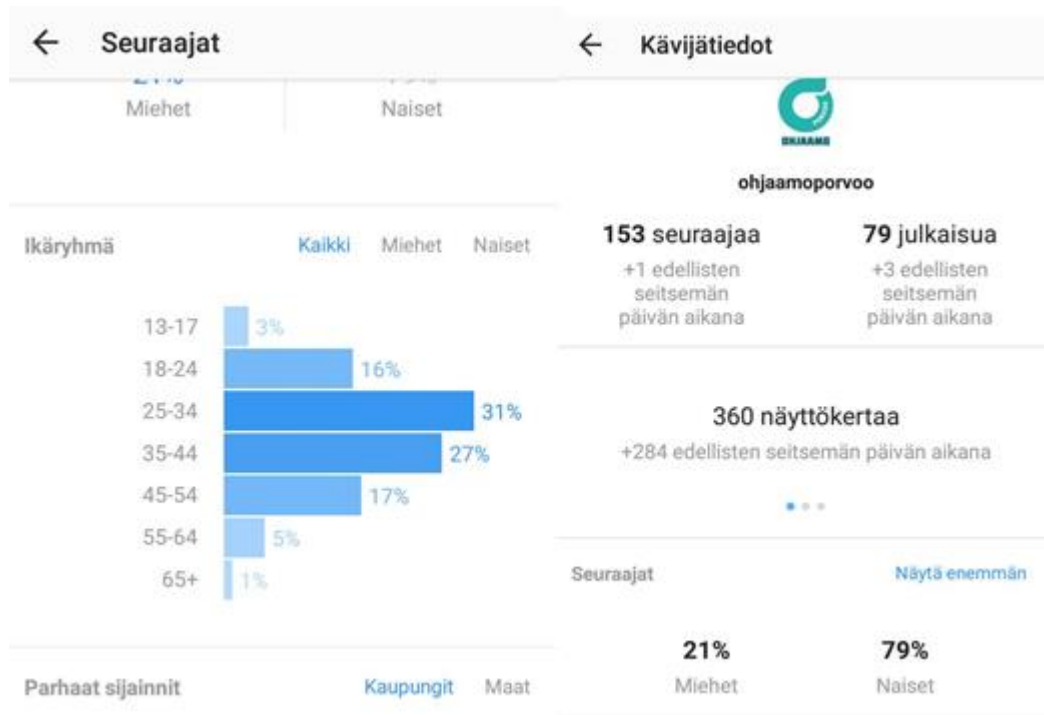 Seuraajat
21%
Miehet
79%
Naiset
Ikäryhmä
Kaikki
Miehet
Naiset
13-17 3%
18-24 16%
25-34 31%
35-44 27%
45-54 17%
55-64 5%
65+ 1%
Parhaat sijainnit
Kaupungit
Maat
Kävijätiedot
OHJAAMO
ohjaamoporvoo
153 seuraajaa
+1 edellisten
seitsemän
päivän aikana
79 julkaisua
+3 edellisten
seitsemän
päivän aikana
360 näyttökertaa
+284 edellisten seitsemän päivän aikana
Seuraajat
Näytä enemmän
21%
Miehet
79%
Naiset